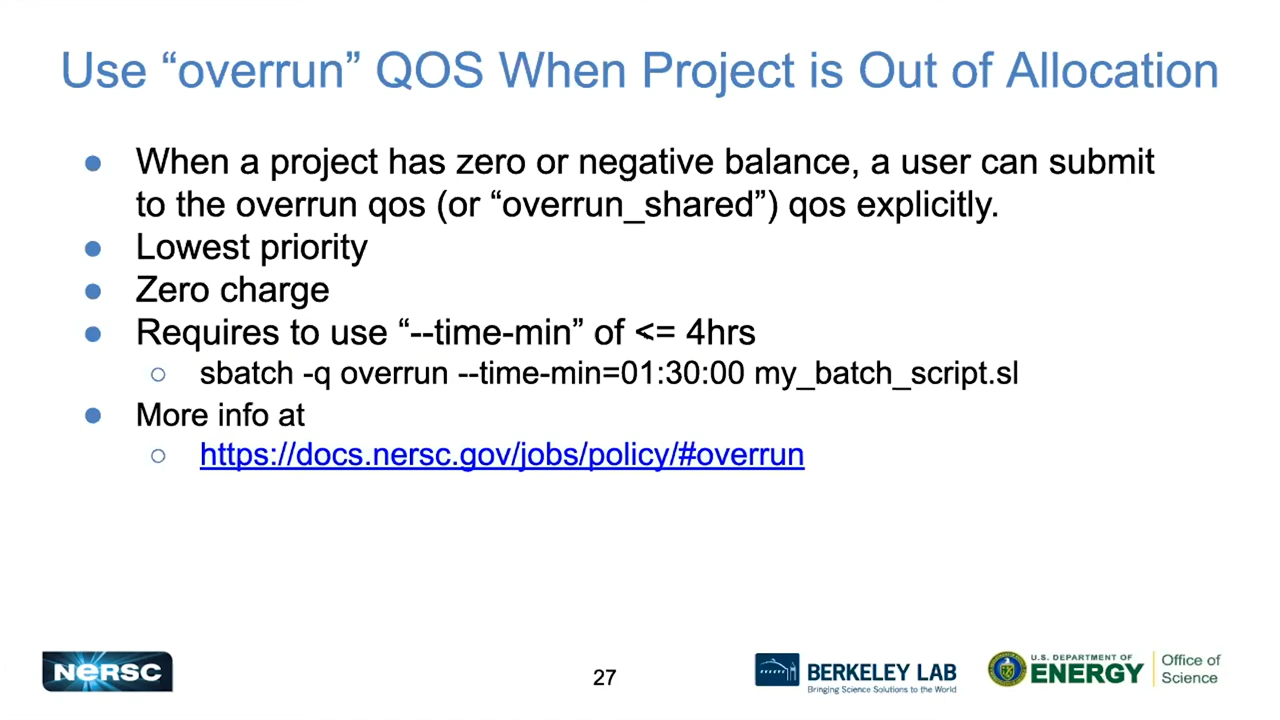 Use “overrun” QOS When Project is Out of Allocation
When a project has zero or negative balance, a user can submit
to the overrun qos (or “overrun_shared”) qos explicitly.
Lowest priority
Zero charge
Requires to use “--time-min” of <= 4hrs
sbatch -q overrun --time-min=01:30:00 my_batch_script.sl
More info at
https://docs.nersc.gov/jobs/policy/#overrun
NERSC
27
BERKELEY LAB
Bringing Science Solutions to the World
U.S. DEPARTMENT OF
ENERGY
Office of
Science